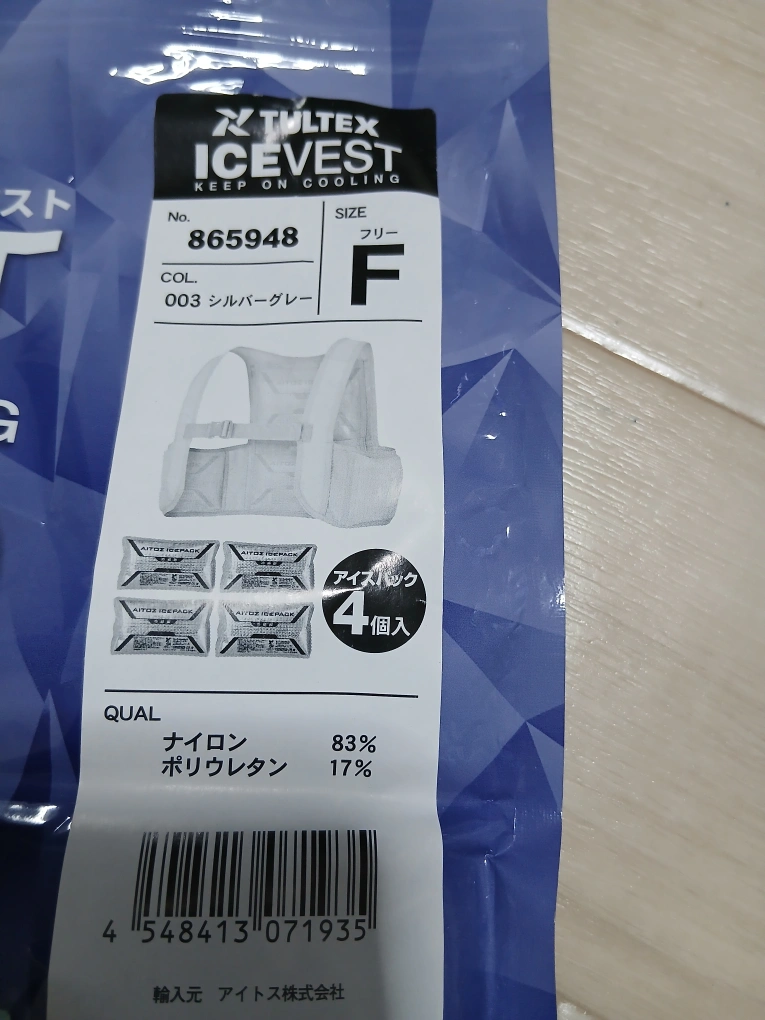 TULTEX
ICEVEST
KEEP ON COOLING
スト
No.
865948
SIZE
フリー
F
COL.
003 シルバーグレー
T
G
AITOZ ICEPACK
AITOZ ICEPACK
AITOZ ICEPACK
AITOZ ICEPACK
アイスパック
4個入
QUAL
ナイロン 83%
ポリウレタン 17%
4 548413 071935
輸入元 アイトス株式会社